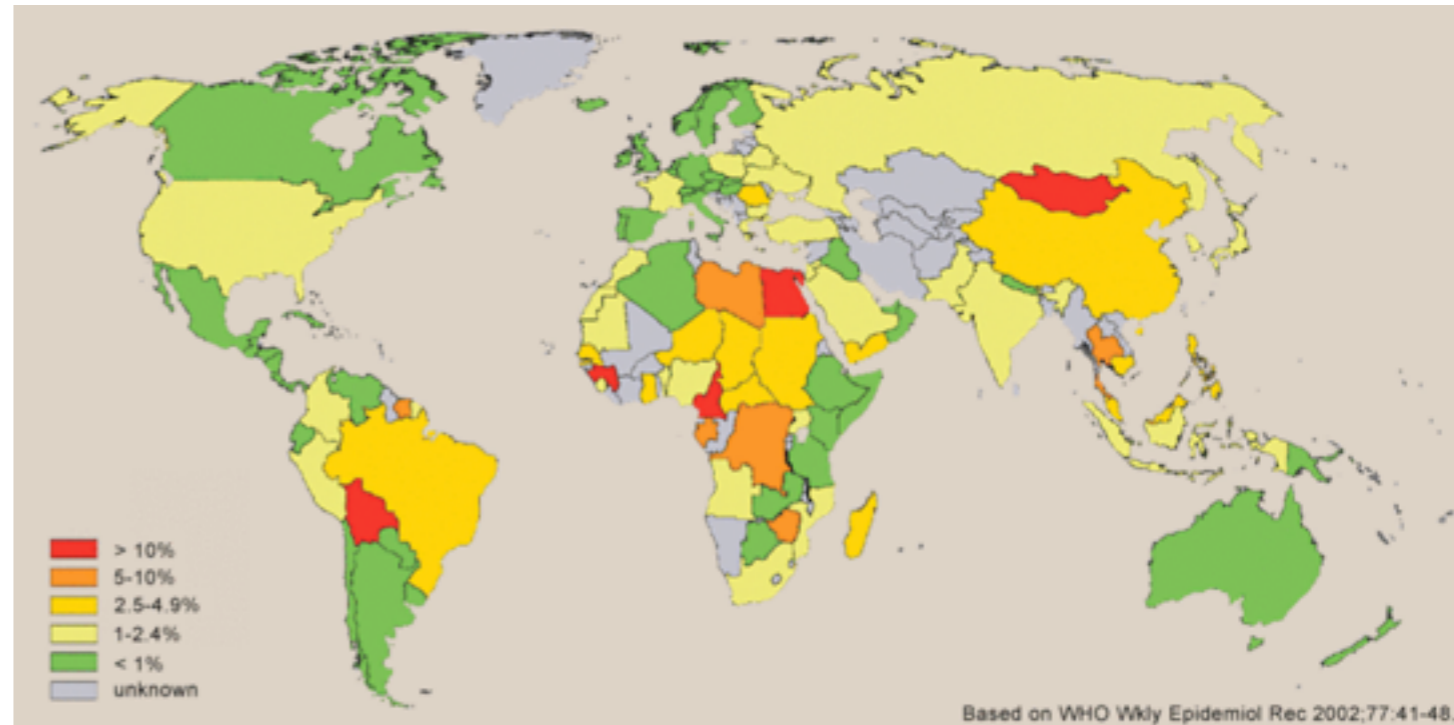 > 10%
5-10%
2.5-4.9%
1-2.4%
< 1%
unknown
Based on WHO Wkly Epidemiol Rec 2002;77:41-48